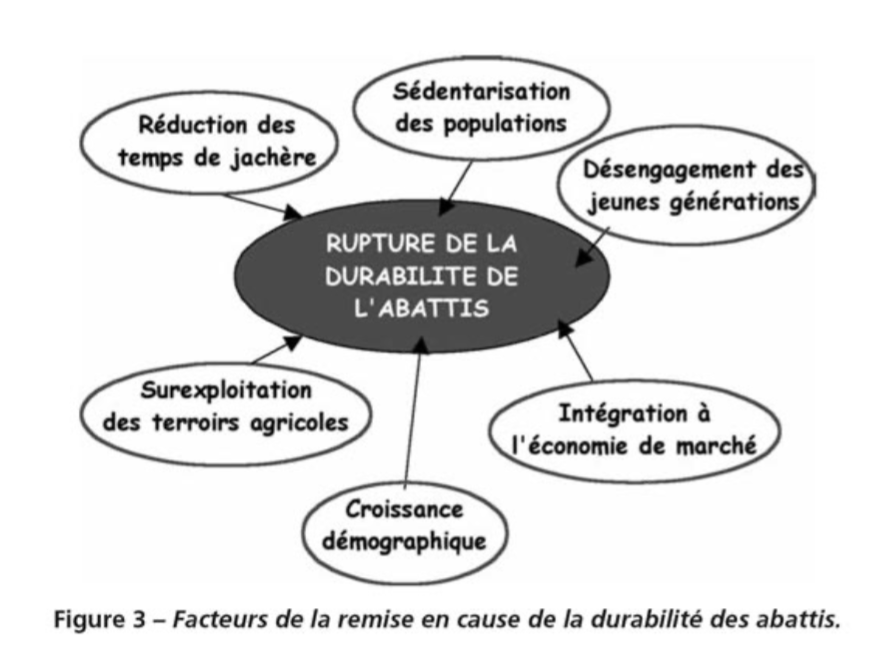 Sédentarisation
des populations
Réduction des
temps de jachère
Désengagement des
jeunes générations
RUPTURE DE LA
DURABILITE DE
L'ABATTIS
Surexploitation
des terroirs agricoles
Intégration à
l'économie de marché
Croissance
démographique
Figure 3 – Facteurs de la remise en cause de la durabilité des abattis.